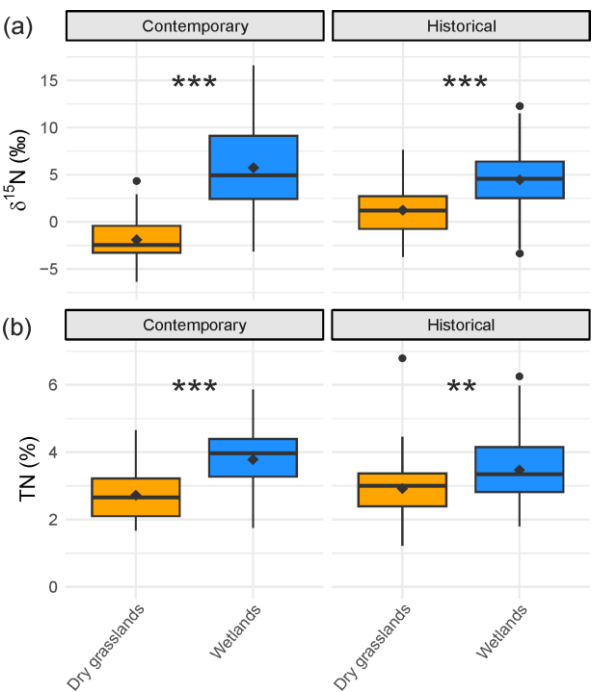 (a)
Contemporary Historical
*** ***
δ15N (‰)
15
10
5
0
−5
(b)
Contemporary Historical
*** **
TN (%)
6
4
2
0
Dry grasslands Wetlands Dry grasslands Wetlands